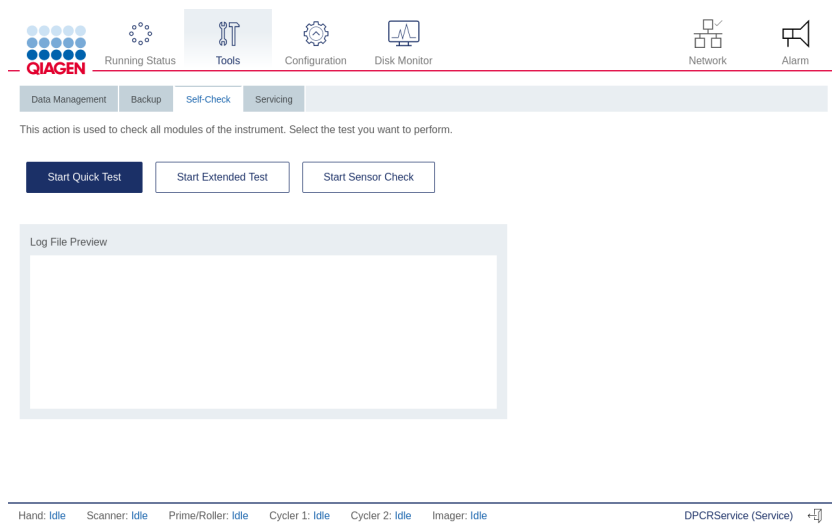 QIAGEN
Running Status Tools Configuration Disk Monitor Network Alarm
Data Management Backup Self-Check Servicing
This action is used to check all modules of the instrument. Select the test you want to perform.
Start Quick Test Start Extended Test Start Sensor Check
Log File Preview
Hand: Idle Scanner: Idle Prime/Roller: Idle Cycler 1: Idle Cycler 2: Idle Imager: Idle DPCRService (Service)